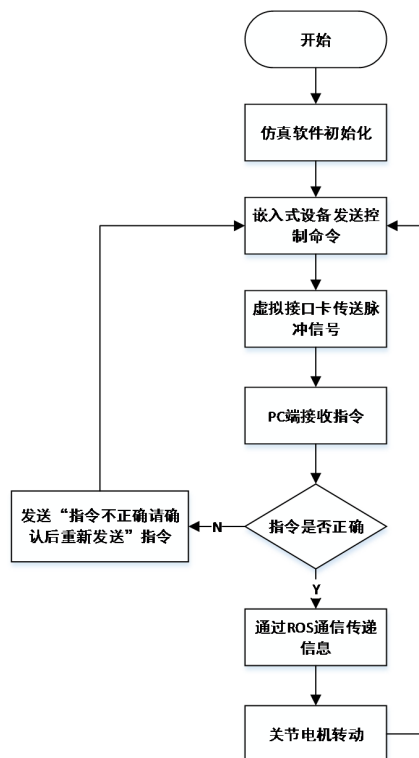 开始
仿真软件初始化
嵌入式设备发送控
制命令
虚拟接口卡传送脉
冲信号
PC端接收指令
指令是否正确
N
发送“指令不正确请确
认后重新发送”指令
Y
通过ROS通信传递
信息
关节电机转动